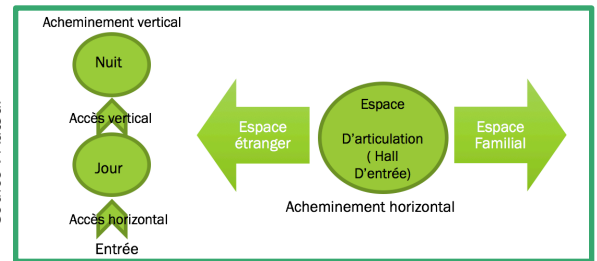 Acheminement vertical
Nuit
Accès vertical
Jour
Accès horizontal
Entrée
Espace
étranger
Espace
D'articulation
( Hall
D'entrée)
Espace
Familial
Acheminement horizontal